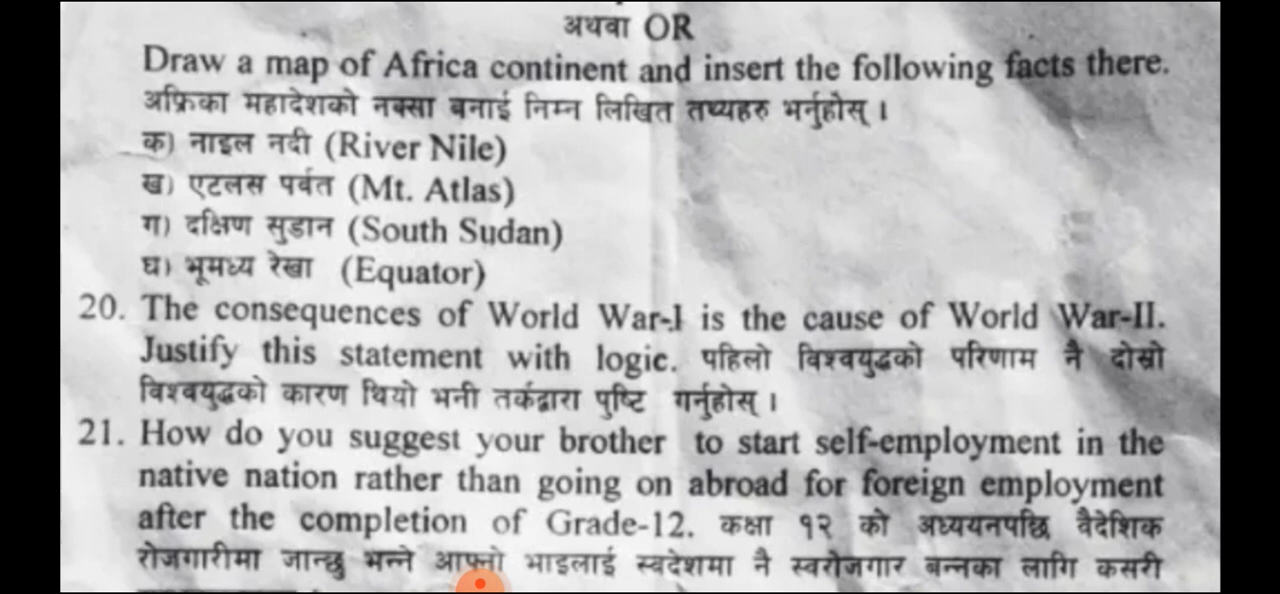 अथवा OR
Draw a map of Africa continent and insert the following facts there.
अफ्रिका महादेशको नक्सा बनाई निम्न लिखित तथ्यहरु भर्नुहोस् ।
क) नाइल नदी (River Nile)
ख) एटलस पर्वत (Mt. Atlas)
ग) दक्षिण सुडान (South Sudan)
घ) भूमध्य रेखा (Equator)
20. The consequences of World War-I is the cause of World War-II.
Justify this statement with logic. पहिलो विश्वयुद्धको परिणाम नै दोस्रो
विश्वयुद्धको कारण थियो भनी तर्कद्वारा पुष्टि गर्नुहोस् ।
21. How do you suggest your brother to start self-employment in the
native nation rather than going on abroad for foreign employment
after the completion of Grade-12. कक्षा १२ को अध्ययनपछि वैदेशिक
रोजगारीमा जान्छु भन्ने आफ्नो भाइलाई स्वदेशमा नै स्वरोजगार बन्नका लागि कसरी